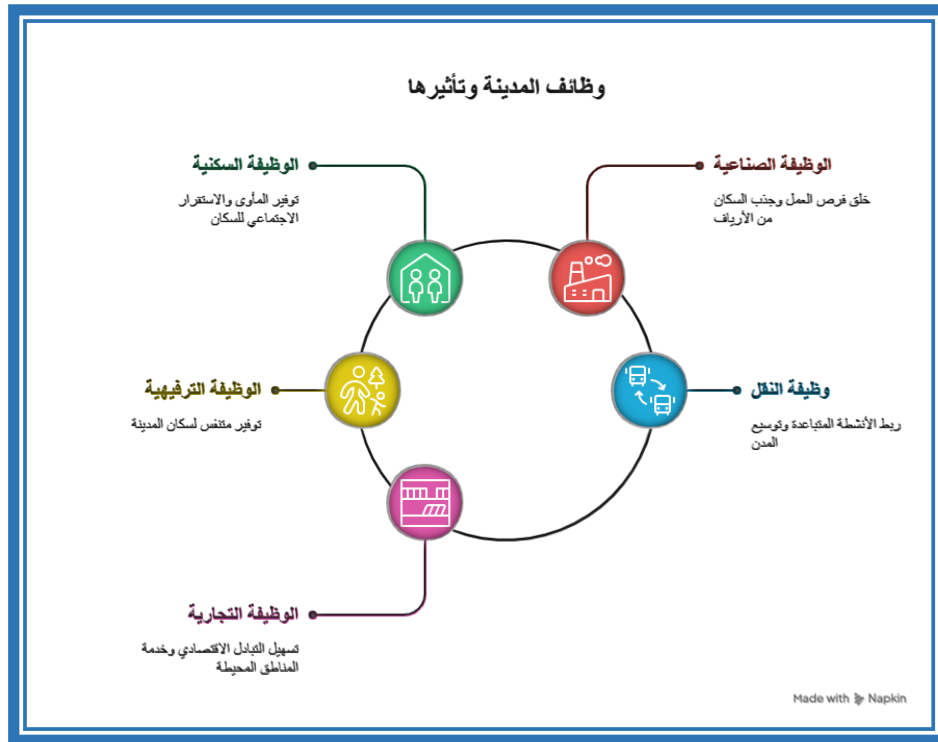 وظائف المدينة وتأثيرها
الوظيفة الصناعية
خلق فرص العمل وجذب السكان
من الأرياف
الوظيفة السكنية
توفير المأوى والاستقرار
الاجتماعي للسكان
وظيفة النقل
ربط الأنشطة المتباعدة وتوسيع
المدن
الوظيفة الترفيهية
توفير متنفس لسكان المدينة
الوظيفة التجارية
تسهيل التبادل الاقتصادي وخدمة
المناطق المحيطة
Made with Napkin